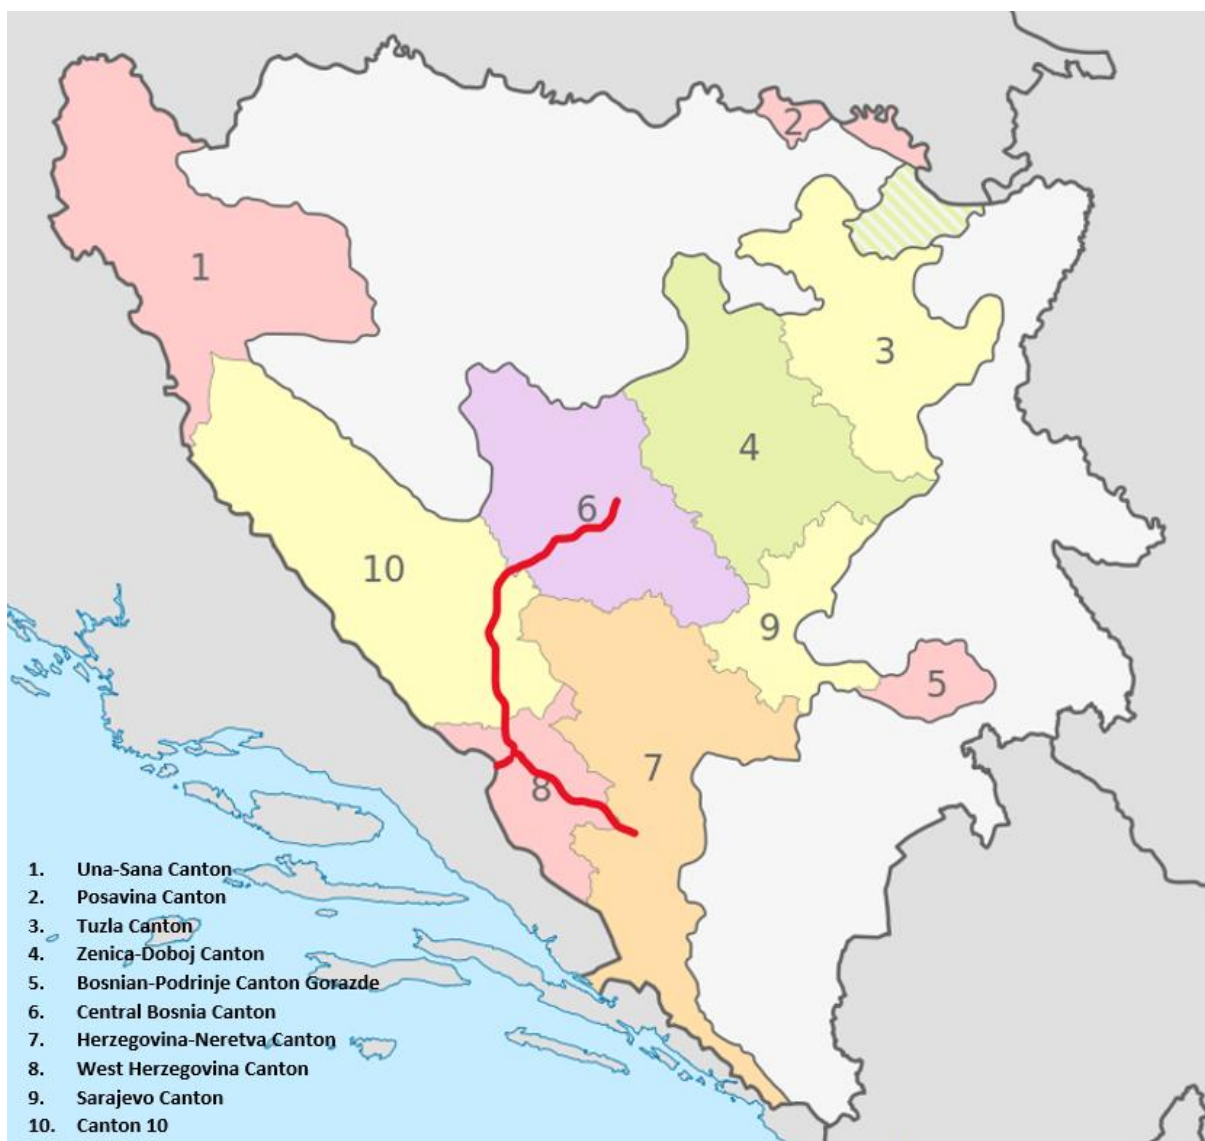 2
1
3
4
6
10
9
5
7
8
1. Una-Sana Canton
2. Posavina Canton
3. Tuzla Canton
4. Zenica-Doboj Canton
5. Bosnian-Podrinje Canton Gorazde
6. Central Bosnia Canton
7. Herzegovina-Neretva Canton
8. West Herzegovina Canton
9. Sarajevo Canton
10. Canton 10